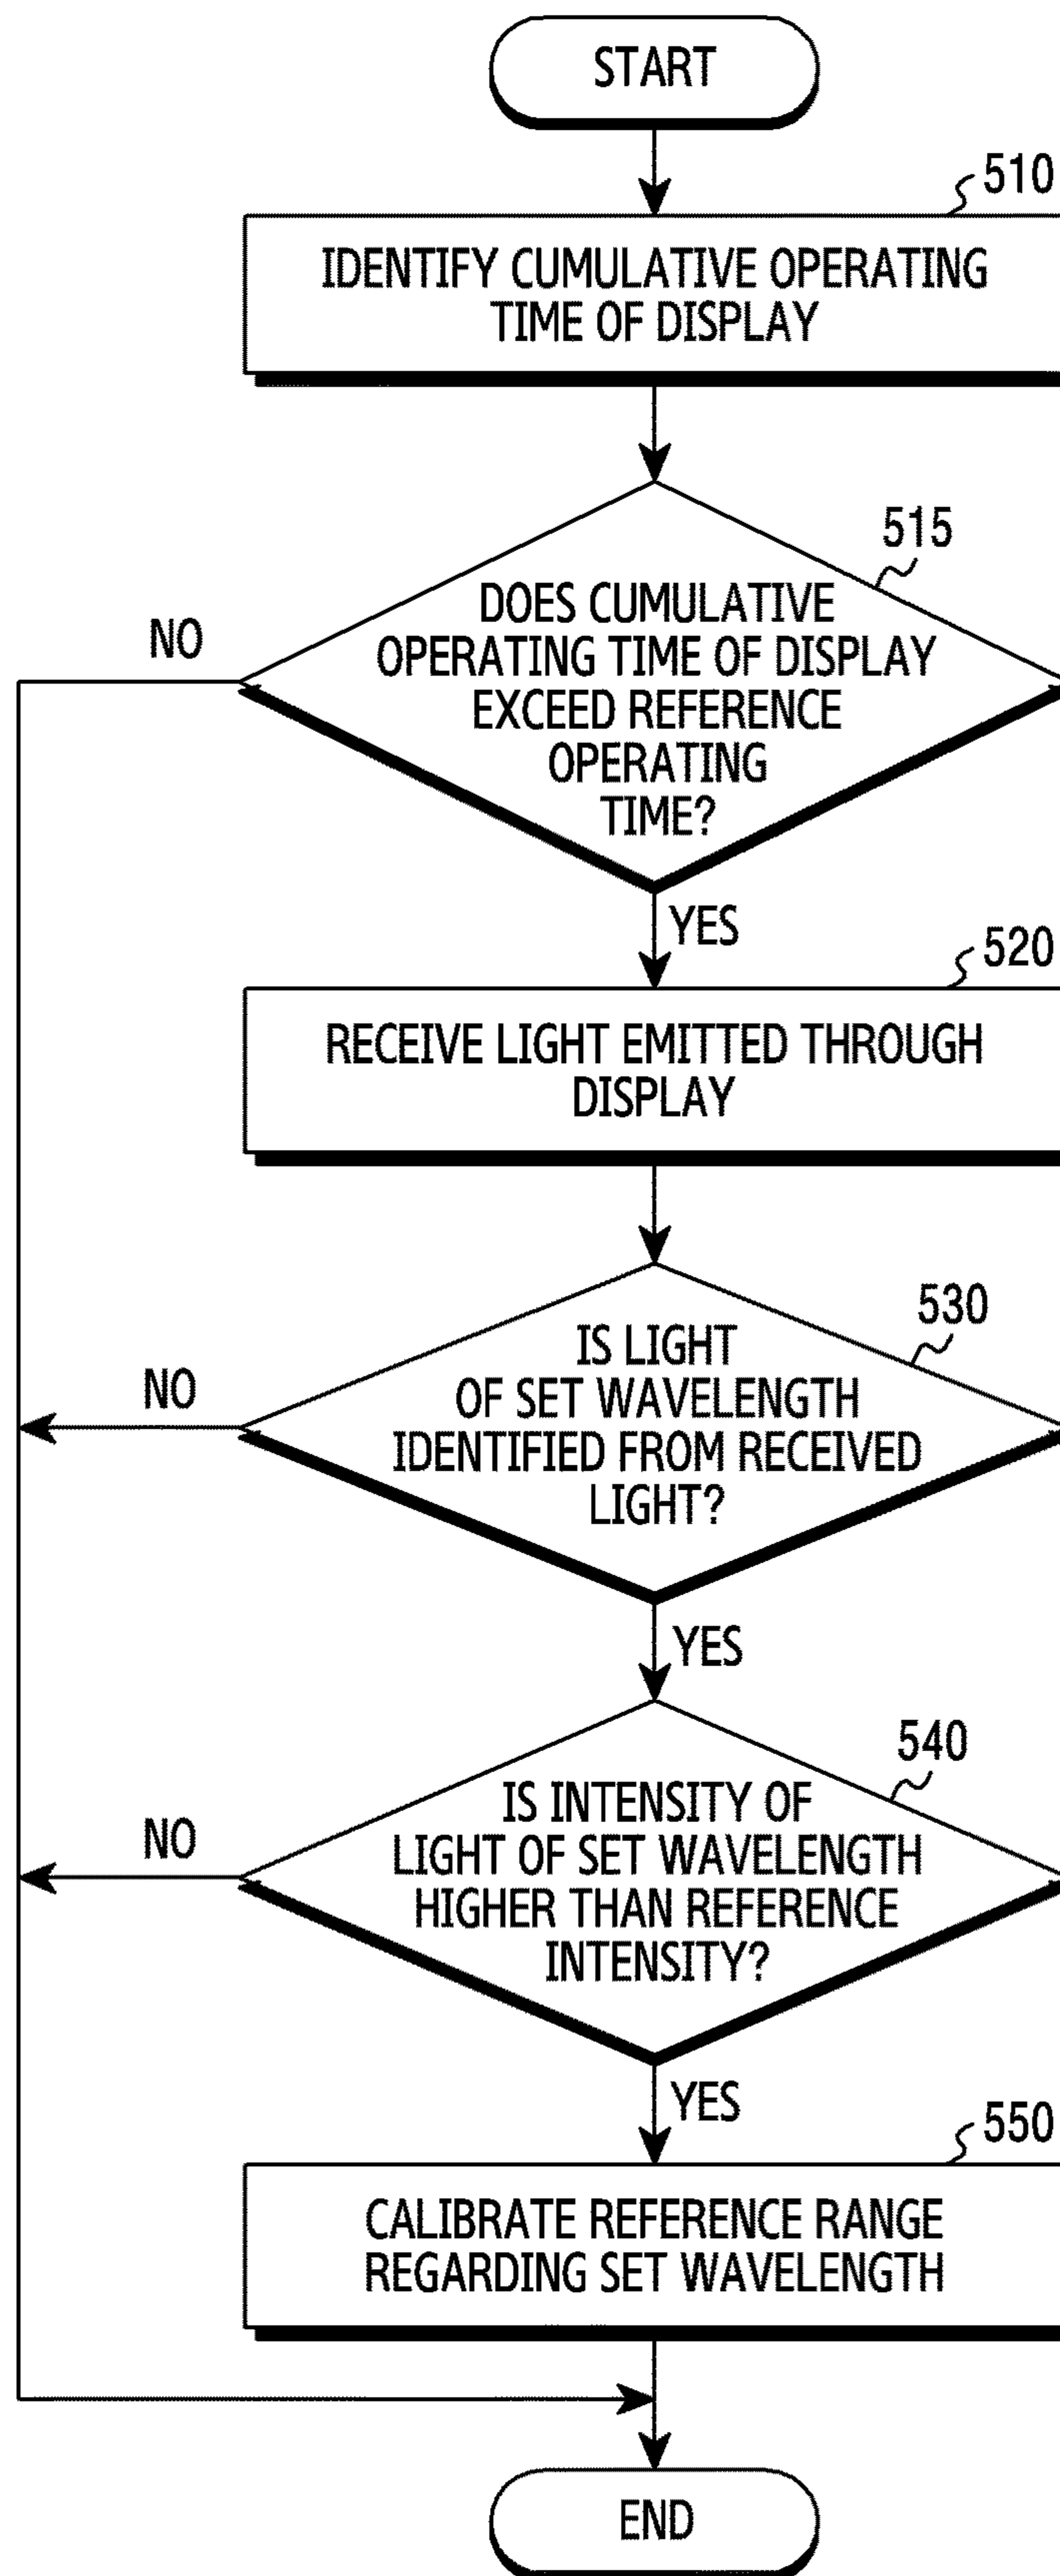 START
510
IDENTIFY CUMULATIVE OPERATING
TIME OF DISPLAY
515
DOES CUMULATIVE
OPERATING TIME OF DISPLAY
EXCEED REFERENCE
OPERATING
TIME?
NO
YES
520
RECEIVE LIGHT EMITTED THROUGH
DISPLAY
530
IS LIGHT
OF SET WAVELENGTH
IDENTIFIED FROM RECEIVED
LIGHT?
NO
YES
540
IS INTENSITY OF
LIGHT OF SET WAVELENGTH
HIGHER THAN REFERENCE
INTENSITY?
NO
YES
550
CALIBRATE REFERENCE RANGE
REGARDING SET WAVELENGTH
END